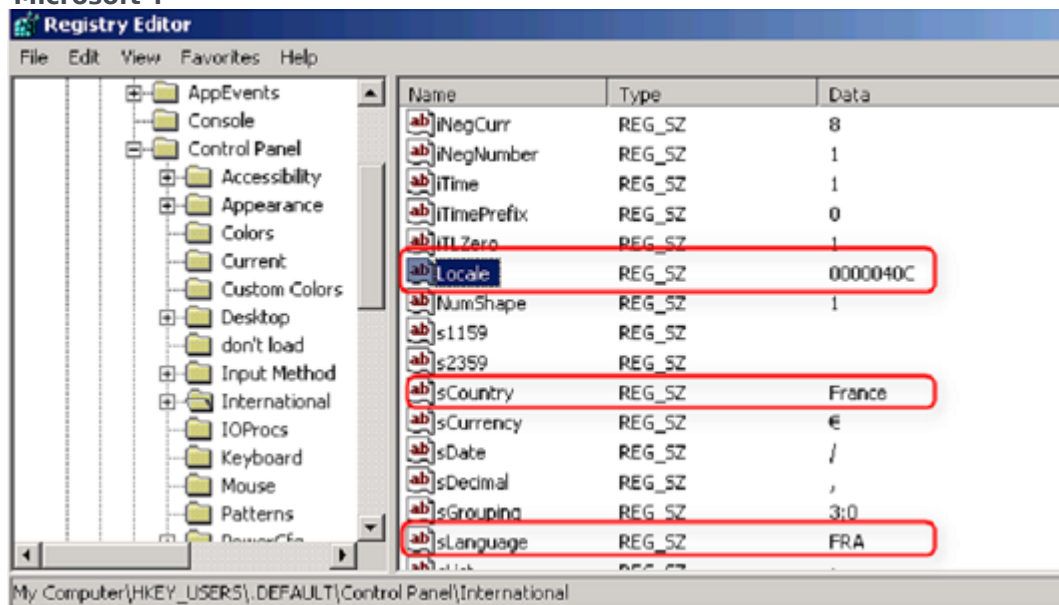 Registry Editor
File Edit View Favorites Help
AppEvents
Console
Control Panel
Accessibility
Appearance
Colors
Current
Custom Colors
Desktop
don't load
Input Method
International
IOProcs
Keyboard
Mouse
Patterns
PowerCfg
Name Type Data
iNegCurr REG_SZ 8
iNegNumber REG_SZ 1
iTime REG_SZ 1
iTimePrefix REG_SZ 0
iTLZero REG_SZ 1
Locale REG_SZ 0000040C
NumShape REG_SZ 1
s1159 REG_SZ
s2359 REG_SZ
sCountry REG_SZ France
sCurrency REG_SZ €
sDate REG_SZ /
sDecimal REG_SZ ,
sGrouping REG_SZ 3;0
sLanguage REG_SZ FRA
My Computer\HKEY_USERS\.DEFAULT\Control Panel\International